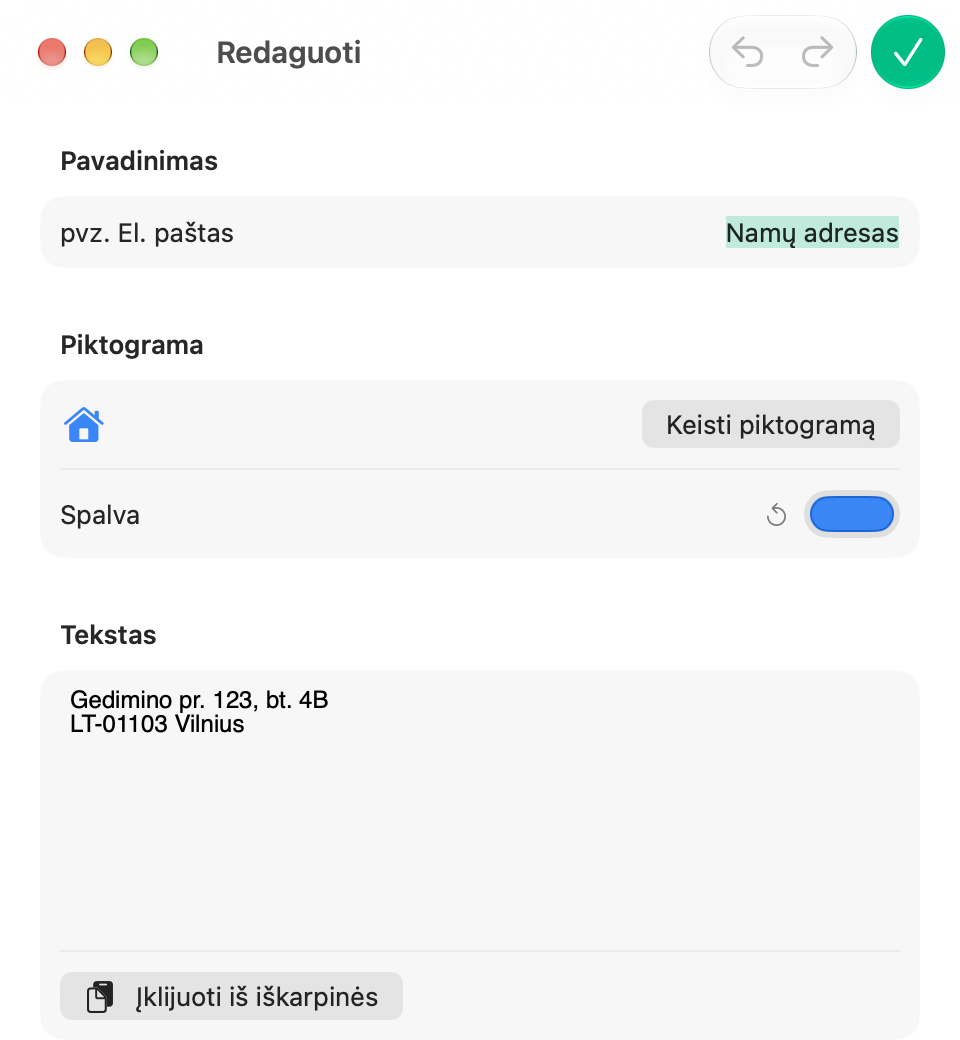 Redaguoti
Pavadinimas
pvz. El. paštas Namų adresas
Piktograma
Keisti piktogramą
Spalva
Tekstas
Gedimino pr. 123, bt. 4B
LT-01103 Vilnius
Įklijuoti iš iškarpinės